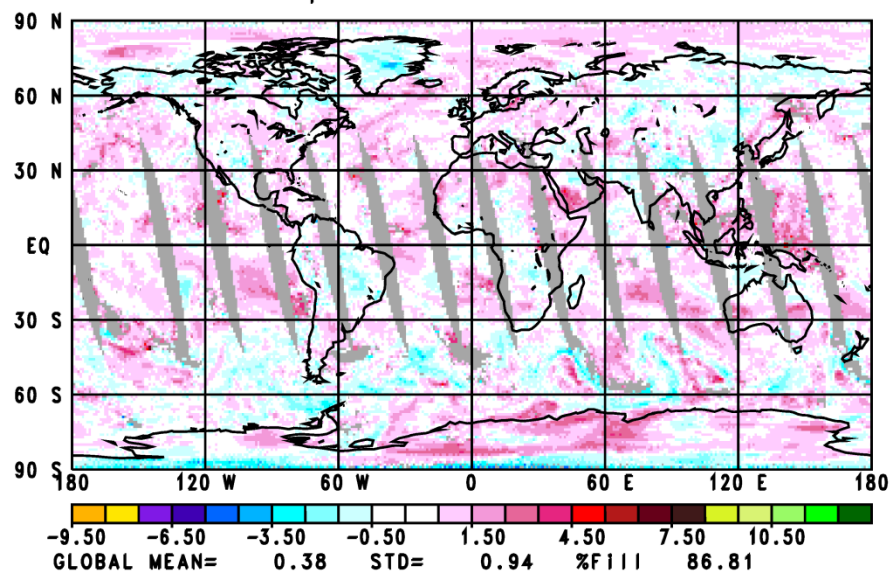 90 N
60 N
30 N
EQ
30 S
60 S
90 S
180 120 W 60 W 0 60 E 120 E 180
-9.50 -6.50 -3.50 -0.50 1.50 4.50 7.50 10.50
GLOBAL MEAN= 0.38 STD= 0.94 %Fill 86.81